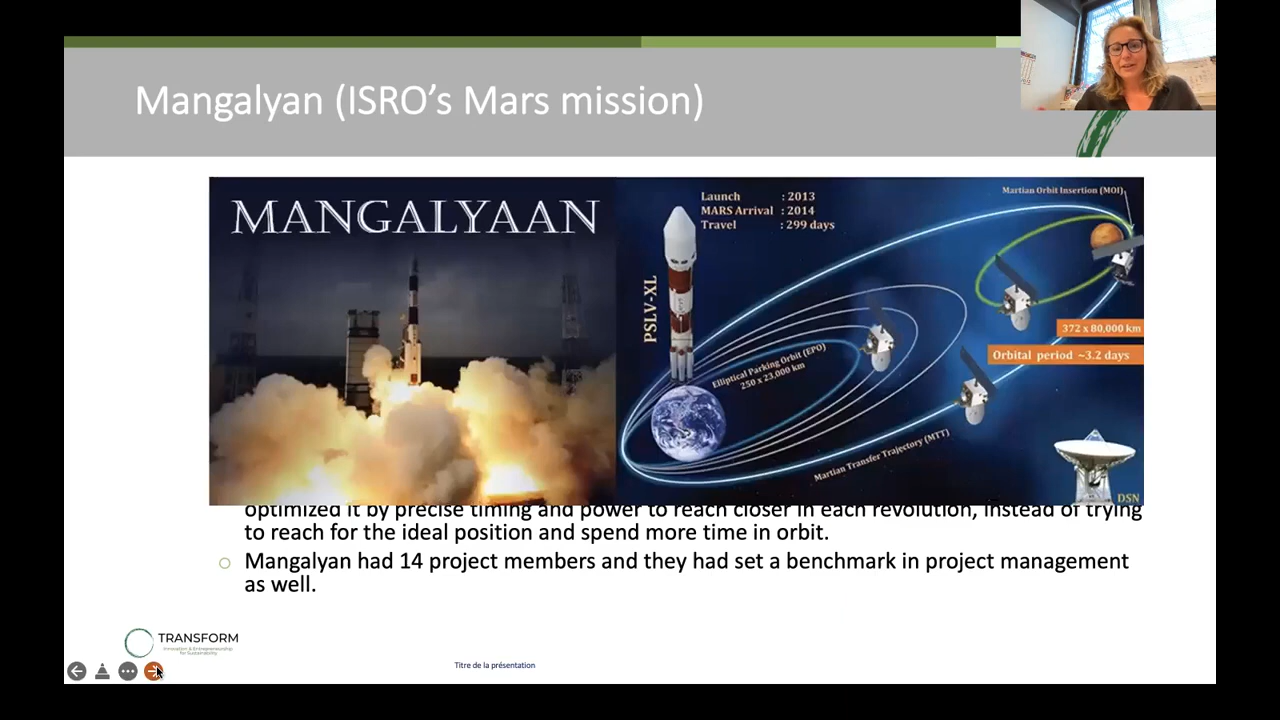 Mangalyan (ISRO’s Mars mission)
MANGALYAAN
PSLV-XL
Launch : 2013
MARS Arrival : 2014
Travel : 299 days
Martian Orbit Insertion (MOI)
Elliptical Parking Orbit (EPO)
250 x 23,000 km
372 x 80,000 km
Orbital period ~3.2 days
Martian Transfer Trajectory (MTT)
DSN
optimized it by precise timing and power to reach closer in each revolution, instead of trying
to reach for the ideal position and spend more time in orbit.
Mangalyan had 14 project members and they had set a benchmark in project management
as well.
TRANSFORM
Innovation & Entrepreneurship
for Sustainability
Titre de la présentation